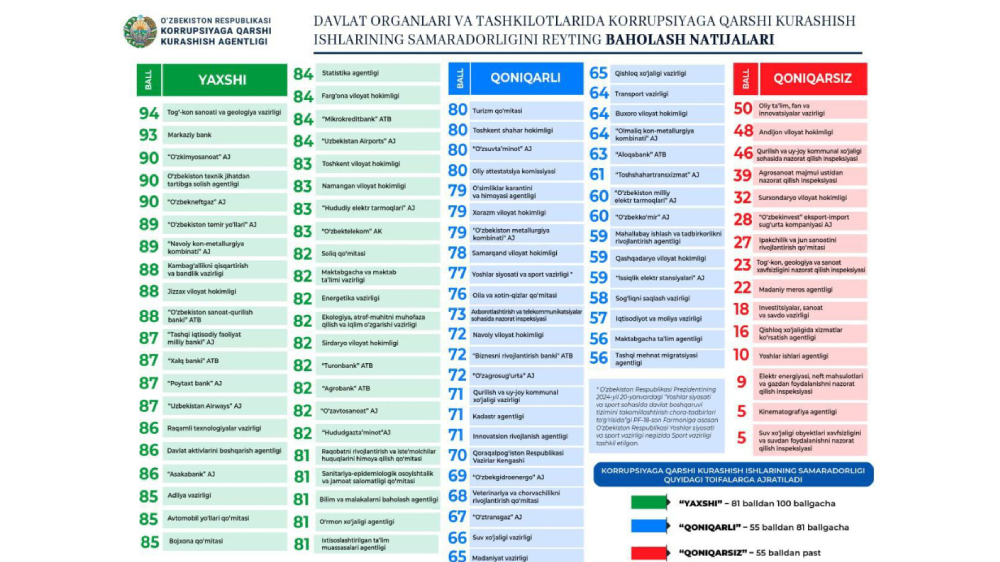 O'ZBEKISTON RESPUBLIKASI
KORRUPSIYAGA QARSHI
KURASHISH AGENTLIGI
DAVLAT ORGANLARI VA TASHKILOTLARIDA KORRUPSIYAGA QARSHI KURASHISH
ISHLARINING SAMARADORLIGINI REYTING BAHOLASH NATIJALARI
BALL YAXSHI
94 Tog'-kon sanoati va geologiya vazirligi
93 Markaziy bank
90 "O'zkimyosanoat" AJ
90 O'zbekiston texnik jihatdan
tartibga solish agentligi
90 "O'zbekneftgaz" AJ
89 "O'zbekiston temir yo'llari" AJ
89 "Navoiy kon-metallurgiya
kombinati" AJ
88 Kambag'allikni qisqartirish
va bandlik vazirligi
88 Jizzax viloyat hokimligi
88 "O'zbekiston sanoat-qurilish
banki" ATB
87 "Tashqi iqtisodiy faoliyat
milliy banki" AJ
87 "Xalq banki" ATB
87 "Poytaxt bank" AJ
87 "Uzbekistan Airways" AJ
86 Raqamli texnologiyalar vazirligi
86 Davlat aktivlarini boshqarish agentligi
86 "Asakabank" AJ
85 Adliya vazirligi
85 Avtomobil yo'llari qo'mitasi
85 Bojxona qo'mitasi
84 Statistika agentligi
84 Farg'ona viloyat hokimligi
84 "Mikrokreditbank" ATB
84 "Uzbekistan Airports" AJ
83 Toshkent viloyat hokimligi
83 Namangan viloyat hokimligi
83 "Hududiy elektr tarmoqlari" AJ
83 "O'zbektelekom" AK
82 Soliq qo'mitasi
82 Maktabgacha va maktab
ta'limi vazirligi
82 Energetika vazirligi
82 Ekologiya, atrof-muhitni muhofaza
qilish va iqlim o'zgarishi vazirligi
82 Sirdaryo viloyat hokimligi
82 "Turonbank" ATB
82 "Agrobank" ATB
82 "O'zavtosanoat" AJ
82 "Hududgazta'minot"AJ
81 Raqobatni rivojlantirish va iste'molchilar
huquqlarini himoya qilish qo'mitasi
81 Sanitariya-epidemiologik osoyishtalik
va jamoat salomatligi qo'mitasi
81 Bilim va malakalarni baholash agentligi
81 O'rmon xo'jaligi agentligi
81 Ixtisoslashtirilgan ta'lim
muassasalari agentligi
BALL QONIQARLI
80 Turizm qo'mitasi
80 Toshkent shahar hokimligi
80 "O'zsuvta'minot" AJ
80 Oliy attestatsiya komissiyasi
79 O'simliklar karantini
va himoyasi agentligi
79 Xorazm viloyat hokimligi
79 "O'zbekiston metallurgiya
kombinati" AJ
78 Samarqand viloyat hokimligi
77 Yoshlar siyosati va sport vazirligi *
76 Oila va xotin-qizlar qo'mitasi
73 Axborotlashtirish va telekommunikatsiyalar
sohasida nazorat inspeksiyasi
72 Navoiy viloyat hokimligi
72 "Biznesni rivojlantirish banki" ATB
72 "O'zagrosug'urta" AJ
71 Qurilish va uy-joy kommunal
xo'jaligi vazirligi
71 Kadastr agentligi
71 Innovatsion rivojlanish agentligi
70 Qoraqalpog'iston Respublikasi
Vazirlar Kengashi
69 "O'zbekgidroenergo" AJ
68 Veterinariya va chorvachilikni
rivojlantirish qo'mitasi
67 "O'ztransgaz" AJ
66 Suv xo'jaligi vazirligi
65 Madaniyat vazirligi
65 Qishloq xo'jaligi vazirligi
64 Transport vazirligi
64 Buxoro viloyat hokimligi
64 "Olmaliq kon-metallurgiya
kombinati" AJ
63 "Aloqabank" ATB
61 "Toshshahartransxizmat" AJ
60 "O'zbekiston milliy
elektr tarmoqlari" AJ
60 "O'zbekko'mir" AJ
59 Mahallabay ishlash va tadbirkorlikni
rivojlantirish agentligi
59 Qashqadaryo viloyat hokimligi
59 "Issiqlik elektr stansiyalari" AJ
58 Sog'liqni saqlash vazirligi
57 Iqtisodiyot va moliya vazirligi
56 Maktabgacha ta'lim agentligi
56 Tashqi mehnat migratsiyasi
agentligi
* O'zbekiston Respublikasi Prezidentining
2024-yil 20-yanvardagi "Yoshlar siyosati
va sport sohasida davlat boshqaruvi
tizimini takomillashtirish chora-tadbirlari
to'g'risida"gi PF-18-son Farmoniga asosan
O'zbekiston Respublikasi Yoshlar siyosati
va sport vazirligi negizida Sport vazirligi
tashkil etilgan.
BALL QONIQARSIZ
50 Oliy ta'lim, fan va
innovatsiyalar vazirligi
48 Andijon viloyat hokimligi
46 Qurilish va uy-joy kommunal xo'jaligi
sohasida nazorat qilish inspeksiyasi
39 Agrosanoat majmui ustidan
nazorat qilish inspeksiyasi
32 Surxondaryo viloyat hokimligi
28 "O'zbekinvest" eksport-import
sug'urta kompaniyasi AJ
27 Ipakchilik va jun sanoatini
rivojlantirish qo'mitasi
23 Tog'-kon, geologiya va sanoat
xavfsizligini nazorat qilish inspeksiyasi
22 Madaniy meros agentligi
18 Investitsiyalar, sanoat
va savdo vazirligi
16 Qishloq xo'jaligida xizmatlar
ko'rsatish agentligi
10 Yoshlar ishlari agentligi
9 Elektr energiyasi, neft mahsulotlari
va gazdan foydalanishni nazorat
qilish inspeksiyasi
5 Kinematografiya agentligi
5 Suv xo'jaligi obyektlari xavfsizligini
va suvdan foydalanishni nazorat
qilish inspeksiyasi
KORRUPSIYAGA QARSHI KURASHISH ISHLARINING SAMARADORLIGI
QUYIDAGI TOIFALARGA AJRATILADI
"YAXSHI" – 81 balldan 100 ballgacha
"QONIQARLI" – 55 balldan 81 ballgacha
"QONIQARSIZ" – 55 balldan past